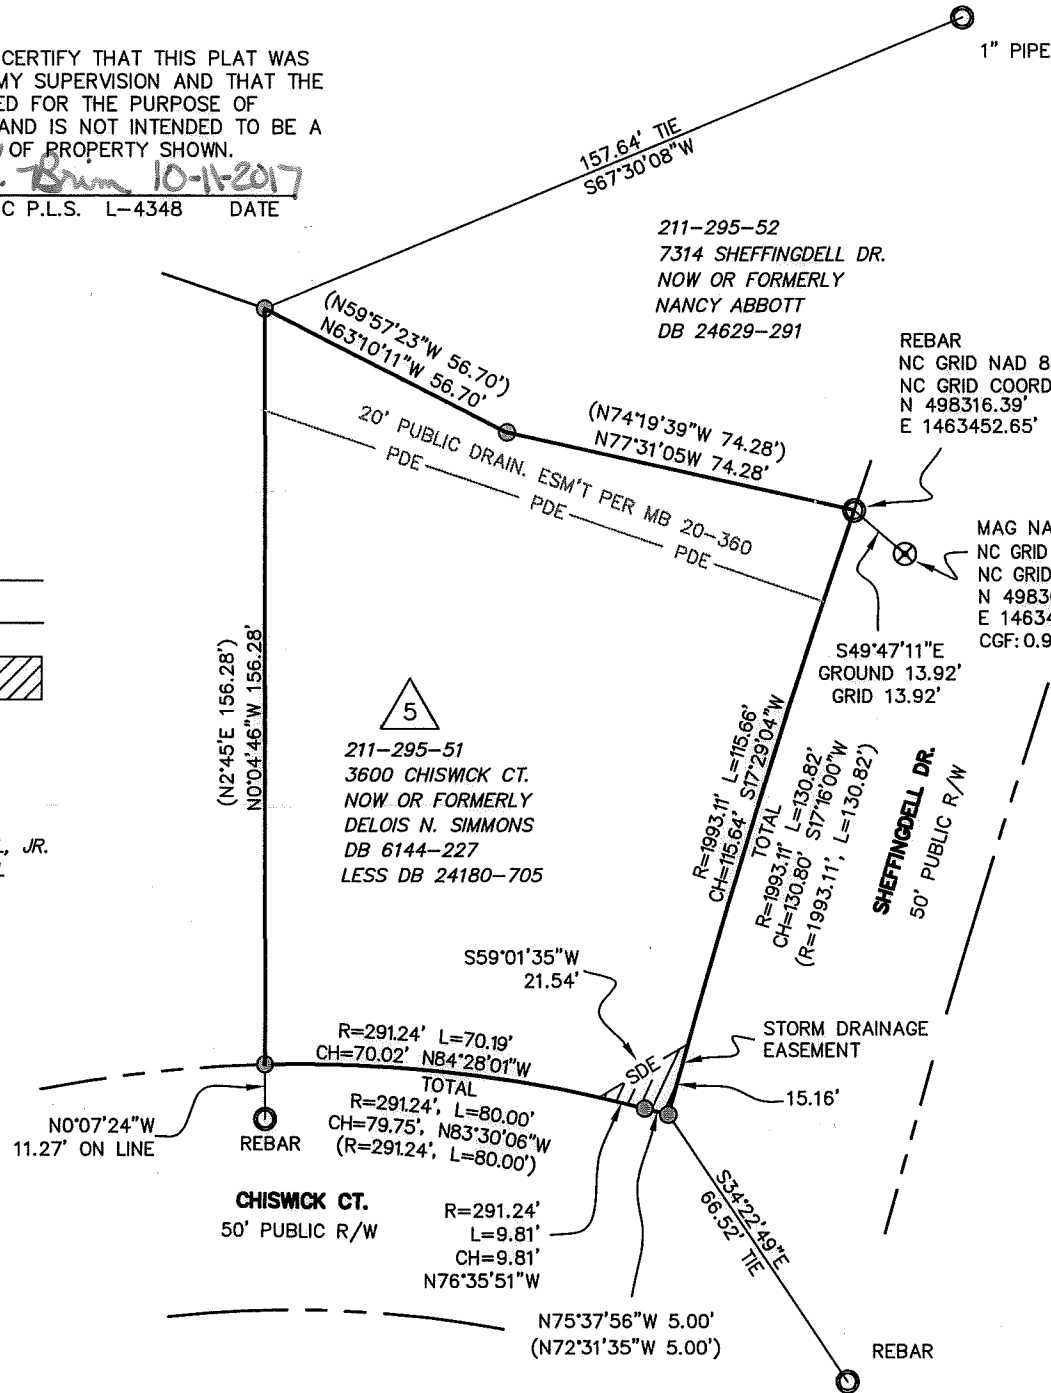 CERTIFY THAT THIS PLAT WAS
MY SUPERVISION AND THAT THE
ED FOR THE PURPOSE OF
AND IS NOT INTENDED TO BE A
OF PROPERTY SHOWN.
Brim 10-11-2017
C P.L.S. L-4348 DATE
1" PIPE
157.64' TIE
S67°30'08"W
211-295-52
7314 SHEFFINGDELL DR.
NOW OR FORMERLY
NANCY ABBOTT
DB 24629-291
(N59°57'23"W 56.70')
N63°10'11"W 56.70'
REBAR
NC GRID NAD 8
NC GRID COORD
N 498316.39'
E 1463452.65'
(N74°19'39"W 74.28')
N77°31'05W 74.28'
20' PUBLIC DRAIN. ESM'T PER MB 20-360
PDE
PDE
PDE
MAG NA
NC GRID
NC GRID
N 4983
E 14634
CGF: 0.9
S49°47'11"E
GROUND 13.92'
GRID 13.92'
(N2°45'E 156.28')
N0°04'46"W 156.28'
5
211-295-51
3600 CHISWICK CT.
NOW OR FORMERLY
DELOIS N. SIMMONS
DB 6144-227
LESS DB 24180-705
, JR.
R=1993.11' L=115.66'
CH=115.64' S17°29'04"W
TOTAL
R=1993.11' L=130.82'
CH=130.80' S17°16'00"W
(R=1993.11', L=130.82')
SHEFFINGDELL DR.
50' PUBLIC R/W
S59°01'35"W
21.54'
STORM DRAINAGE
EASEMENT
SDE
15.16'
R=291.24' L=70.19'
CH=70.02' N84°28'01"W
TOTAL
R=291.24', L=80.00'
CH=79.75', N83°30'06"W
(R=291.24', L=80.00')
N0°07'24"W
11.27' ON LINE
REBAR
CHISWICK CT.
50' PUBLIC R/W
R=291.24'
L=9.81'
CH=9.81'
N76°35'51"W
S34°22'49"E
66.52' TIE
N75°37'56"W 5.00'
(N72°31'35"W 5.00')
REBAR